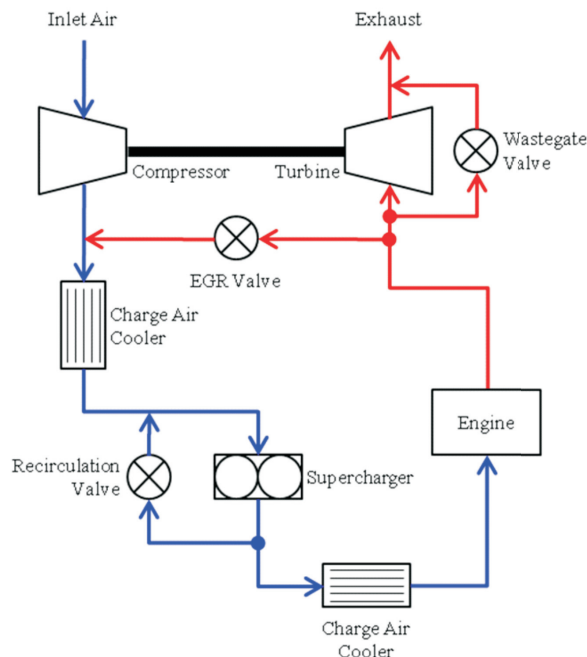 Inlet Air
Exhaust
Wastegate
Valve
Compressor
Turbine
EGR Valve
Charge Air
Cooler
Engine
Recirculation
Valve
Supercharger
Charge Air
Cooler